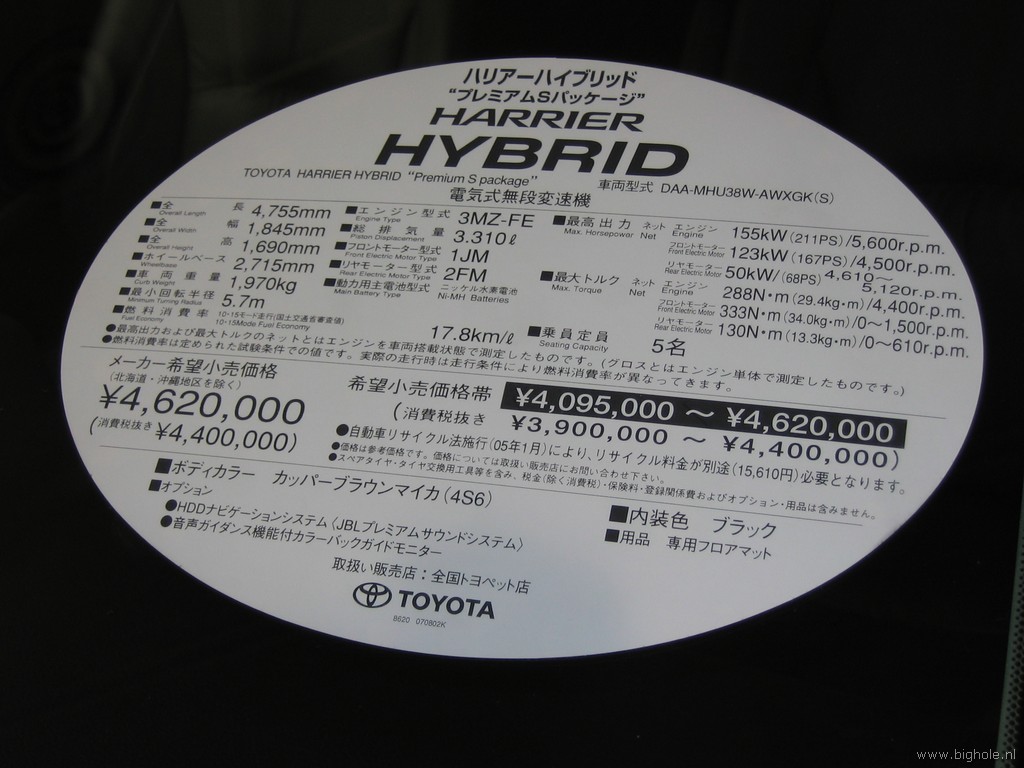 ハリアーハイブリッド
“プレミアムSパッケージ”
HARRIER
HYBRID
TOYOTA HARRIER HYBRID “Premium S package” 車両型式 DAA-MHU38W-AWXGK(S)
電気式無段変速機
■全長 4,755mm
Overall Length
■全幅 1,845mm
Overall Width
■全高 1,690mm
Overall Height
■ホイールベース 2,715mm
Wheelbase
■車両重量 1,970kg
Curb Weight
■最小回転半径 5.7m
Minimum Turning Radius
■燃料消費率 10・15モード走行(国土交通省審査値)
Fuel Economy 10・15Mode Fuel Economy 17.8km/ℓ
■エンジン型式 3MZ-FE
Engine Type
■総排気量 3.310ℓ
Piston Displacement
■フロントモーター型式 1JM
Front Electric Motor Type
■リヤモーター型式 2FM
Rear Electric Motor Type
■動力用主電池型式 ニッケル水素電池
Main Battery Type Ni-MH Batteries
■最高出力 ネット エンジン 155kW(211PS)/5,600r.p.m.
Max. Horsepower Net Engine
フロントモーター 123kW(167PS)/4,500r.p.m.
Front Electric Motor
リヤモーター 50kW/(68PS) 4,610～5,120r.p.m.
Rear Electric Motor
■最大トルク ネット エンジン 288N・m(29.4kg・m)/4,400r.p.m.
Max. Torque Net Engine
フロントモーター 333N・m(34.0kg・m)/0～1,500r.p.m.
Front Electric Motor
リヤモーター 130N・m(13.3kg・m)/0～610r.p.m.
Rear Electric Motor
■乗員定員 5名
Seating Capacity
●最高出力および最大トルクのネットとはエンジンを車両搭載状態で測定したものです。(グロスとはエンジン単体で測定したものです。)
●燃料消費率は定められた試験条件での値です。実際の走行時は走行条件により燃料消費率が異なってきます。
メーカー希望小売価格
(北海道・沖縄地区を除く)
¥4,620,000
(消費税抜き ¥4,400,000)
希望小売価格帯 ¥4,095,000 ～ ¥4,620,000
(消費税抜き ¥3,900,000 ～ ¥4,400,000)
●自動車リサイクル法施行(05年1月)により、リサイクル料金が別途(15,610円)必要となります。
●価格は参考価格です。価格については取扱い販売店にお問い合わせ下さい。
●スペアタイヤ・タイヤ交換用工具等を含み、税金(除く消費税)・保険料・登録関係費およびオプション・用品は含みません。
■ボディカラー カッパーブラウンマイカ(4S6)
■オプション
●HDDナビゲーションシステム〈JBLプレミアムサウンドシステム〉
●音声ガイダンス機能付カラーバックガイドモニター
■内装色 ブラック
■用品 専用フロアマット
取扱い販売店：全国トヨペット店
TOYOTA
8620 070802K
www.bighole.nl